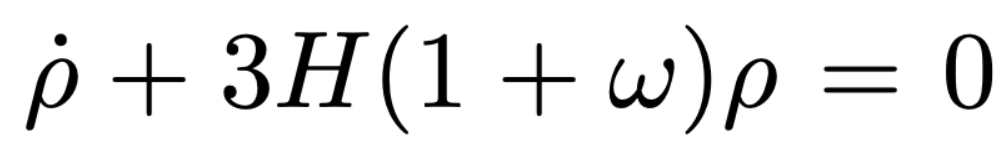 ρ̇ + 3H(1 + ω)ρ = 0